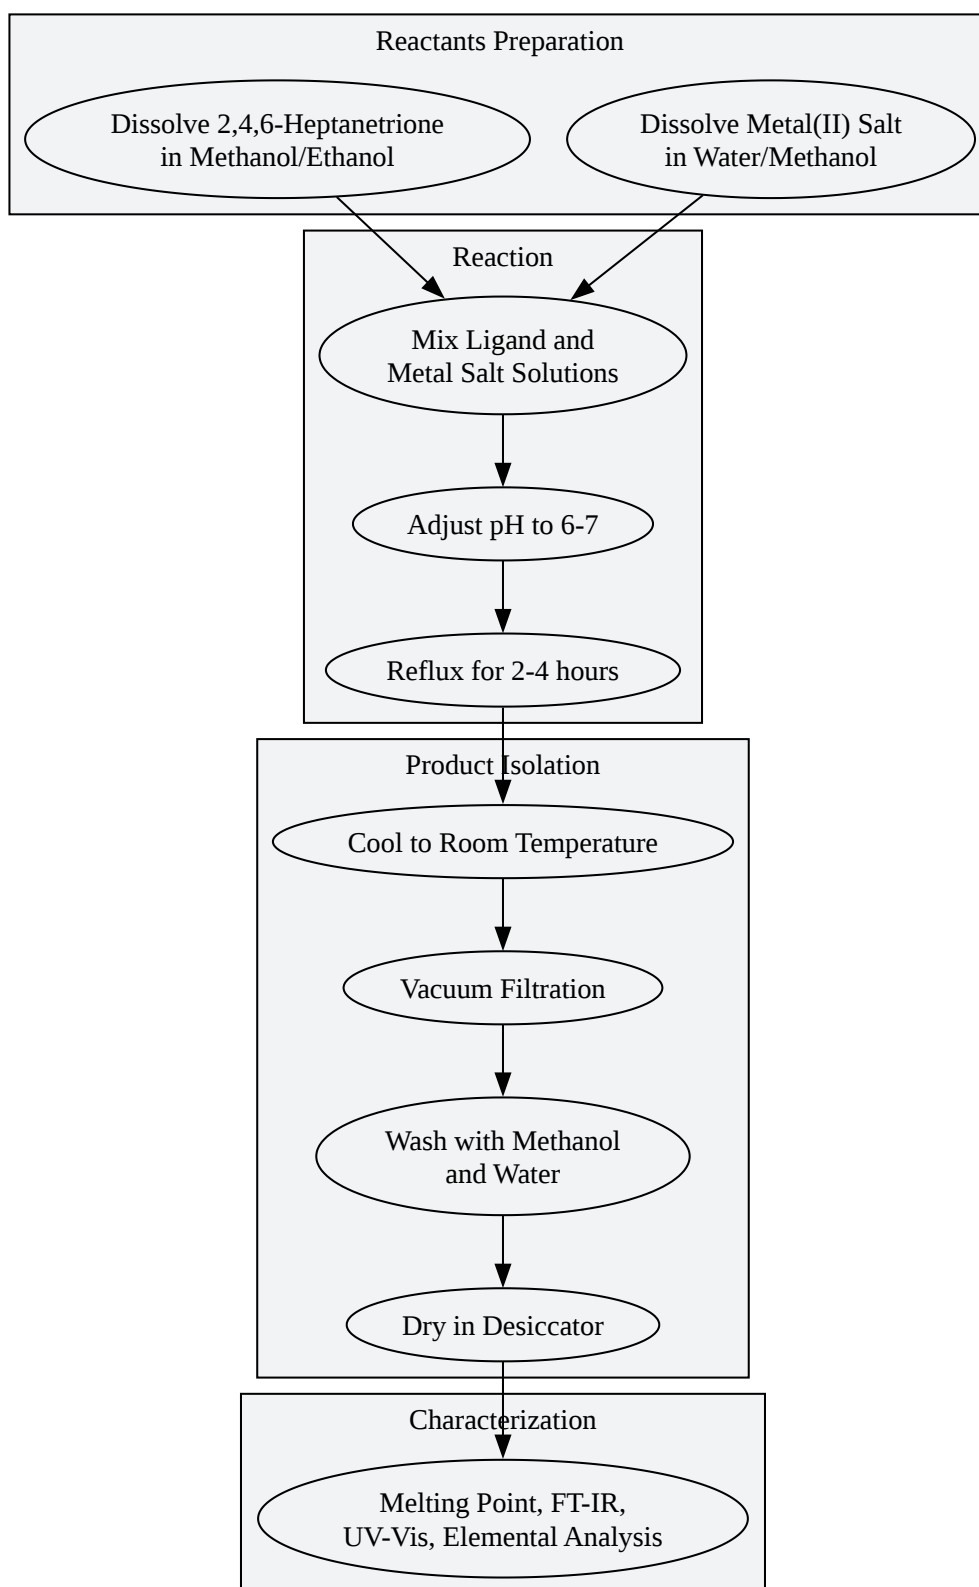 Reactants Preparation
Dissolve 2,4,6-Heptanetrione
in Methanol/Ethanol
Dissolve Metal(II) Salt
in Water/Methanol
Reaction
Mix Ligand and
Metal Salt Solutions
Adjust pH to 6-7
Reflux for 2-4 hours
Product Isolation
Cool to Room Temperature
Vacuum Filtration
Wash with Methanol
and Water
Dry in Desiccator
Characterization
Melting Point, FT-IR,
UV-Vis, Elemental Analysis